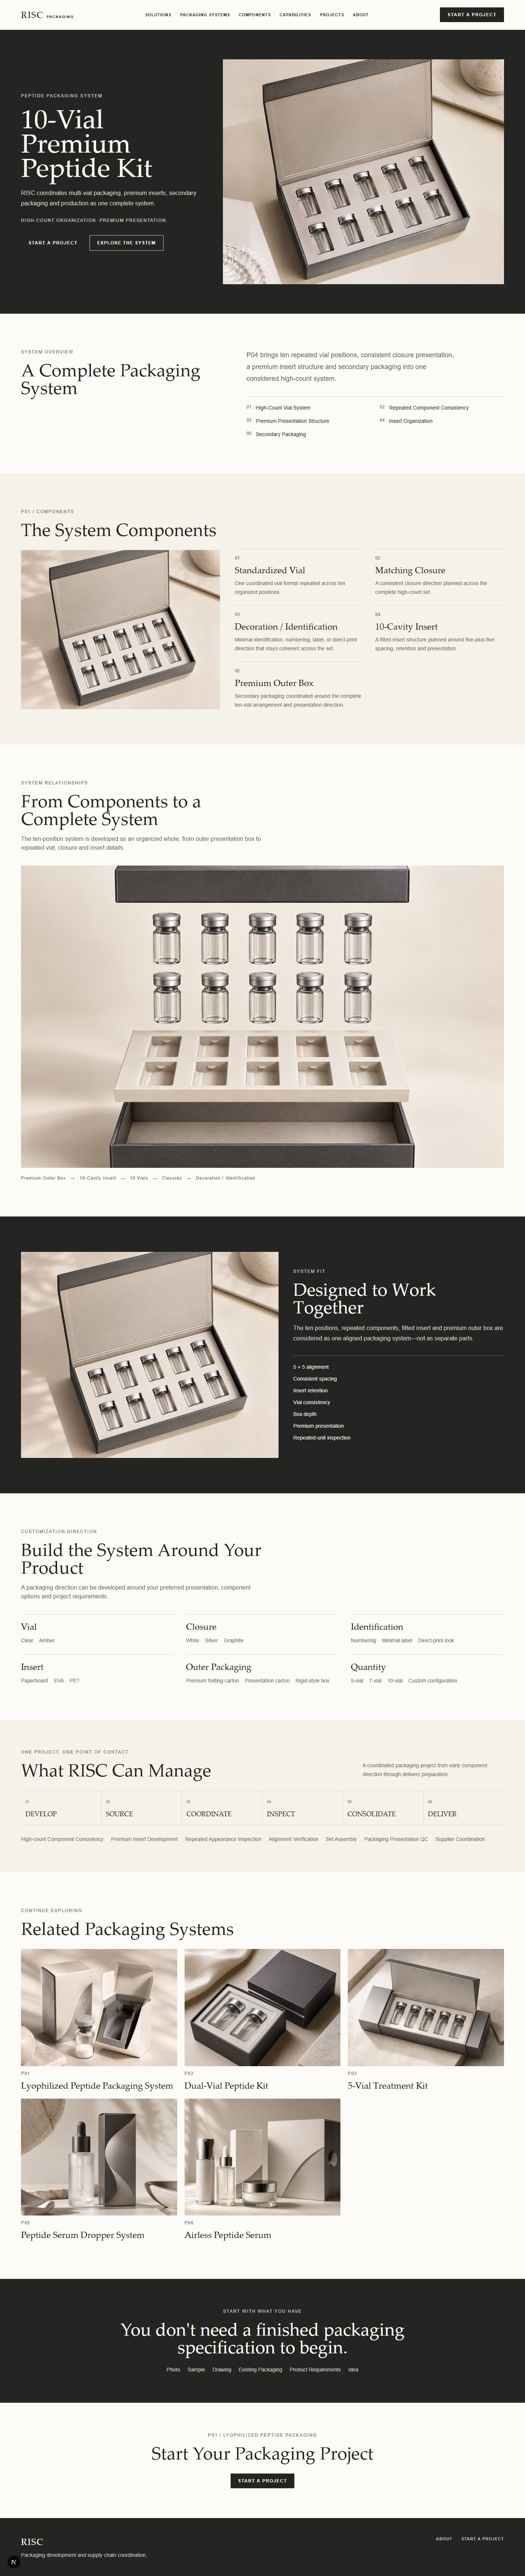 RISC PACKAGING
SOLUTIONS PACKAGING SYSTEMS COMPONENTS CAPABILITIES PROJECTS ABOUT
START A PROJECT
PEPTIDE PACKAGING SYSTEM
10-Vial
Premium
Peptide Kit
RISC coordinates multi-vial packaging, premium inserts, secondary
packaging and production as one complete system.
HIGH-COUNT ORGANIZATION. PREMIUM PRESENTATION.
START A PROJECT
EXPLORE THE SYSTEM
SYSTEM OVERVIEW
A Complete Packaging
System
P04 brings ten repeated vial positions, consistent closure presentation,
a premium insert structure and secondary packaging into one
considered high-count system.
01 High-Count Vial System
02 Repeated Component Consistency
03 Premium Presentation Structure
04 Insert Organization
05 Secondary Packaging
P01 / COMPONENTS
The System Components
01
Standardized Vial
One coordinated vial format repeated across ten
organized positions.
02
Matching Closure
A consistent closure direction planned across the
complete high-count set.
03
Decoration / Identification
Minimal identification, numbering, label, or direct-print
direction that stays coherent across the set.
04
10-Cavity Insert
A fitted insert structure planned around five-plus-five
spacing, retention and presentation.
05
Premium Outer Box
Secondary packaging coordinated around the complete
ten-vial arrangement and presentation direction.
SYSTEM RELATIONSHIPS
From Components to a
Complete System
The ten-position system is developed as an organized whole, from outer presentation box to
repeated vial, closure and insert details.
Premium Outer Box → 10-Cavity Insert → 10 Vials → Closures → Decoration / Identification
SYSTEM FIT
Designed to Work
Together
The ten positions, repeated components, fitted insert and premium outer box are
considered as one aligned packaging system—not as separate parts.
5 + 5 alignment
Consistent spacing
Insert retention
Vial consistency
Box depth
Premium presentation
Repeated-unit inspection
CUSTOMIZATION DIRECTION
Build the System Around Your
Product
A packaging direction can be developed around your preferred presentation, component
options and project requirements.
Vial
Clear Amber
Closure
White Silver Graphite
Identification
Numbering Minimal label Direct-print look
Insert
Paperboard EVA PET
Outer Packaging
Premium folding carton Presentation carton Rigid-style box
Quantity
5-vial 7-vial 10-vial Custom configuration
ONE PROJECT. ONE POINT OF CONTACT.
What RISC Can Manage
A coordinated packaging project from early component
direction through delivery preparation
01
DEVELOP
02
SOURCE
03
COORDINATE
04
INSPECT
05
CONSOLIDATE
06
DELIVER
High-count Component Consistency Premium Insert Development Repeated Appearance Inspection Alignment Verification Set Assembly Packaging Presentation QC Supplier Coordination
CONTINUE EXPLORING
Related Packaging Systems
P01
Lyophilized Peptide Packaging System
P02
Dual-Vial Peptide Kit
P03
5-Vial Treatment Kit
P05
Peptide Serum Dropper System
P06
Airless Peptide Serum
START WITH WHAT YOU HAVE
You don't need a finished packaging
specification to begin.
Photo Sample Drawing Existing Packaging Product Requirements Idea
P01 / LYOPHILIZED PEPTIDE PACKAGING
Start Your Packaging Project
START A PROJECT
RISC
Packaging development and supply chain coordination
ABOUT START A PROJECT
N